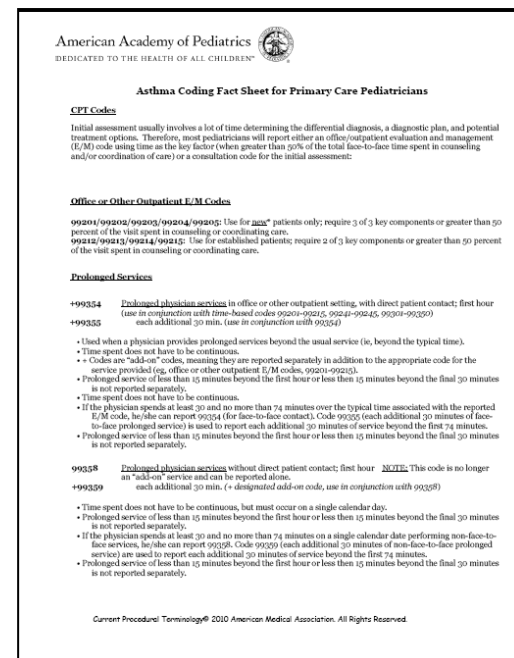 American Academy of Pediatrics
DEDICATED TO THE HEALTH OF ALL CHILDREN™
Asthma Coding Fact Sheet for Primary Care Pediatricians
CPT Codes
Initial assessment usually involves a lot of time determining the differential diagnosis, a diagnostic plan, and potential
treatment options. Therefore, most pediatricians will report either an office/outpatient evaluation and management
(E/M) code using time as the key factor (when greater than 50% of the total face-to-face time spent in counseling
and/or coordination of care) or a consultation code for the initial assessment:
Office or Other Outpatient E/M Codes
99201/99202/99203/99204/99205: Use for new* patients only; require 3 of 3 key components or greater than 50
percent of the visit spent in counseling or coordinating care.
99212/99213/99214/99215: Use for established patients; require 2 of 3 key components or greater than 50 percent
of the visit spent in counseling or coordinating care.
Prolonged Services
+99354 Prolonged physician services in office or other outpatient setting, with direct patient contact; first hour
(use in conjunction with time-based codes 99201-99215, 99241-99245, 99301-99350)
+99355 each additional 30 min. (use in conjunction with 99354)
• Used when a physician provides prolonged services beyond the usual service (ie, beyond the typical time).
• Time spent does not have to be continuous.
• + Codes are "add-on" codes, meaning they are reported separately in addition to the appropriate code for the
service provided (eg, office or other outpatient E/M codes, 99201-99215).
• Prolonged service of less than 15 minutes beyond the first hour or less then 15 minutes beyond the final 30 minutes
is not reported separately.
• Time spent does not have to be continuous.
• If the physician spends at least 30 and no more than 74 minutes over the typical time associated with the reported
E/M code, he/she can report 99354 (for face-to-face contact). Code 99355 (each additional 30 minutes of face-
to-face prolonged service) is used to report each additional 30 minutes of service beyond the first 74 minutes.
• Prolonged service of less than 15 minutes beyond the first hour or less then 15 minutes beyond the final 30 minutes
is not reported separately.
99358 Prolonged physician services without direct patient contact; first hour NOTE: This code is no longer
an "add-on" service and can be reported alone.
+99359 each additional 30 min. (+ designated add-on code, use in conjunction with 99358)
• Time spent does not have to be continuous, but must occur on a single calendar day.
• Prolonged service of less than 15 minutes beyond the first hour or less then 15 minutes beyond the final 30 minutes
is not reported separately.
• If the physician spends at least 30 and no more than 74 minutes on a single calendar date performing non-face-to-
face services, he/she can report 99358. Code 99359 (each additional 30 minutes of non-face-to-face prolonged
service) are used to report each additional 30 minutes of service beyond the first 74 minutes.
• Prolonged service of less than 15 minutes beyond the first hour or less then 15 minutes beyond the final 30 minutes
is not reported separately.
Current Procedural Terminology® 2010 American Medical Association. All Rights Reserved.